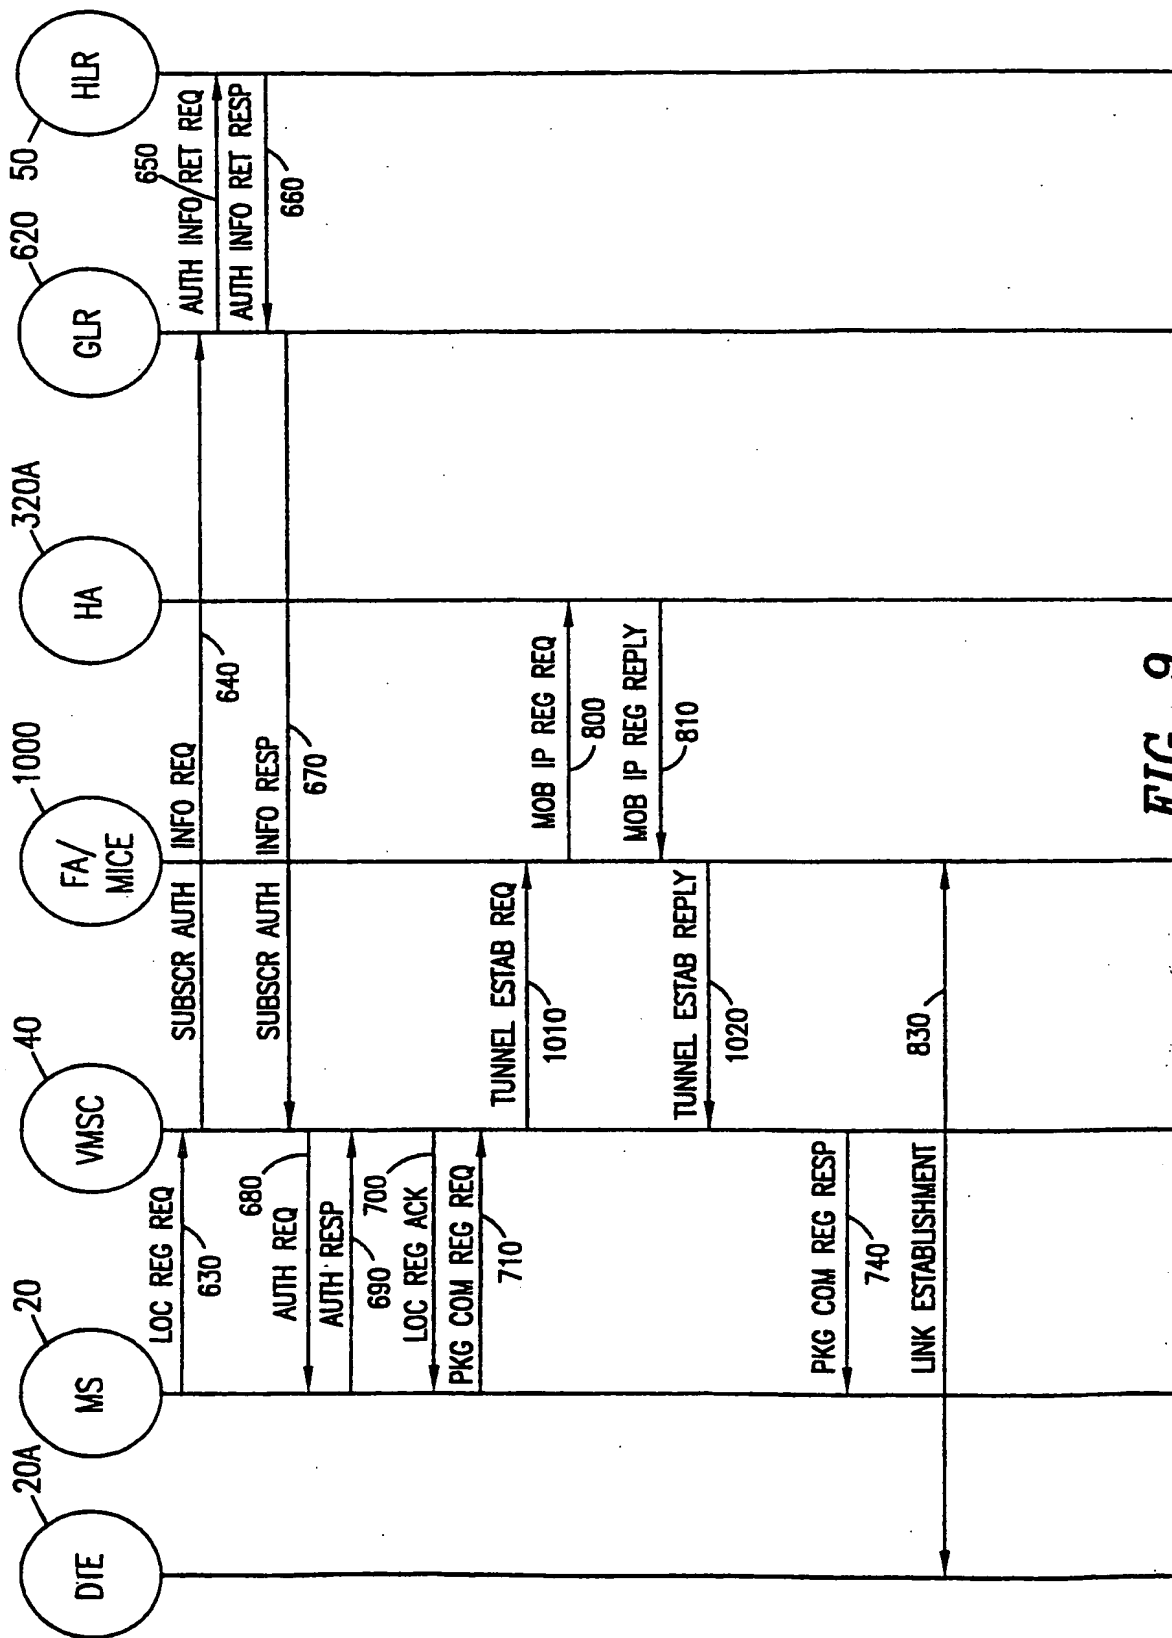 DTE
20A
MS
20
VMSC
40
FA/
MICE
1000
HA
320A
GLR
620
HLR
50
LOC REG REQ
630
SUBSCR AUTH INFO REQ
640
AUTH INFO RET REQ
650
AUTH INFO RET RESP
660
SUBSCR AUTH INFO RESP
670
680
AUTH REQ
AUTH RESP
690
700
LOC REG ACK
PKG COM REG REQ
710
TUNNEL ESTAB REQ
1010
MOB IP REG REQ
800
MOB IP REG REPLY
810
TUNNEL ESTAB REPLY
1020
PKG COM REG RESP
740
LINK ESTABLISHMENT
830
FIG. 9